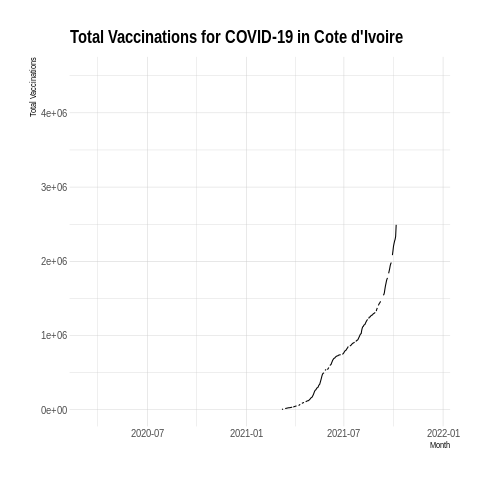 Total Vaccinations for COVID-19 in Cote d'Ivoire
Total Vaccinations
4e+06
3e+06
2e+06
1e+06
0e+00
2020-07 2021-01 2021-07 2022-01
Month